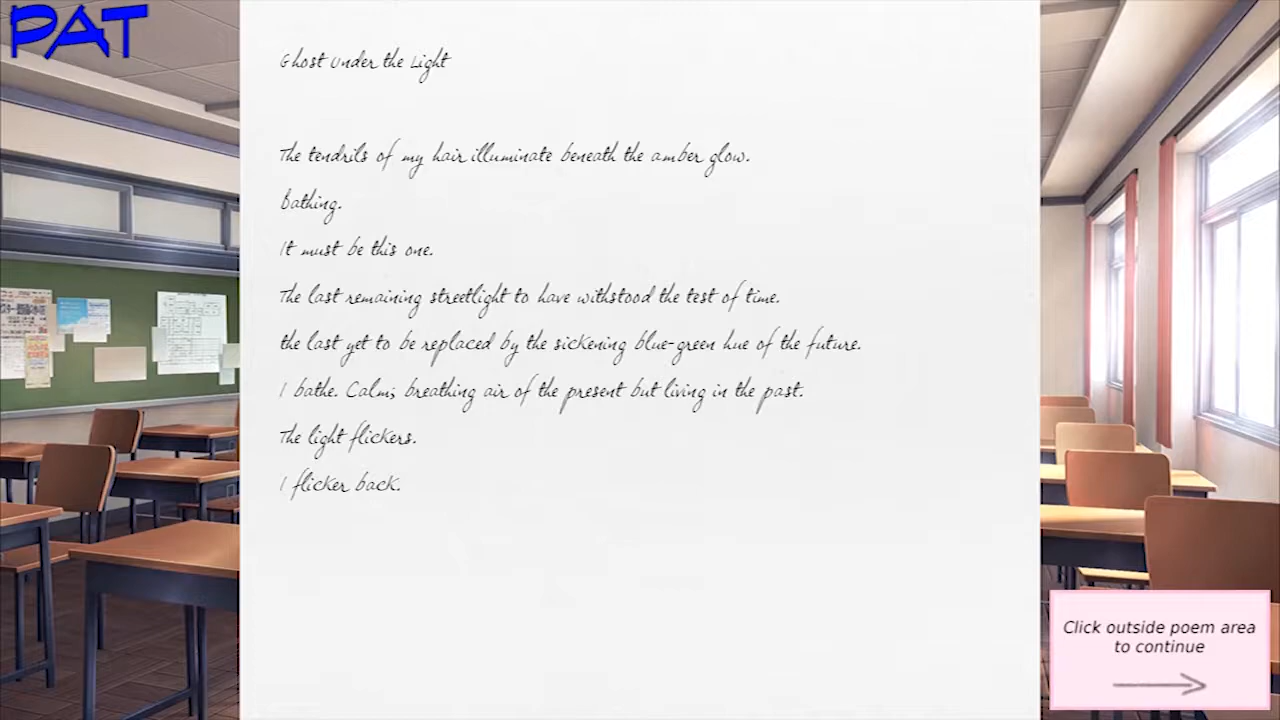 PAT
Ghost Under the Light
The tendrils of my hair illuminate beneath the amber glow.
Bathing.
It must be this one.
The last remaining streetlight to have withstood the test of time.
the last yet to be replaced by the sickening blue-green hue of the future.
I bathe. Calm; breathing air of the present but living in the past.
The light flickers.
I flicker back.
Click outside poem area
to continue